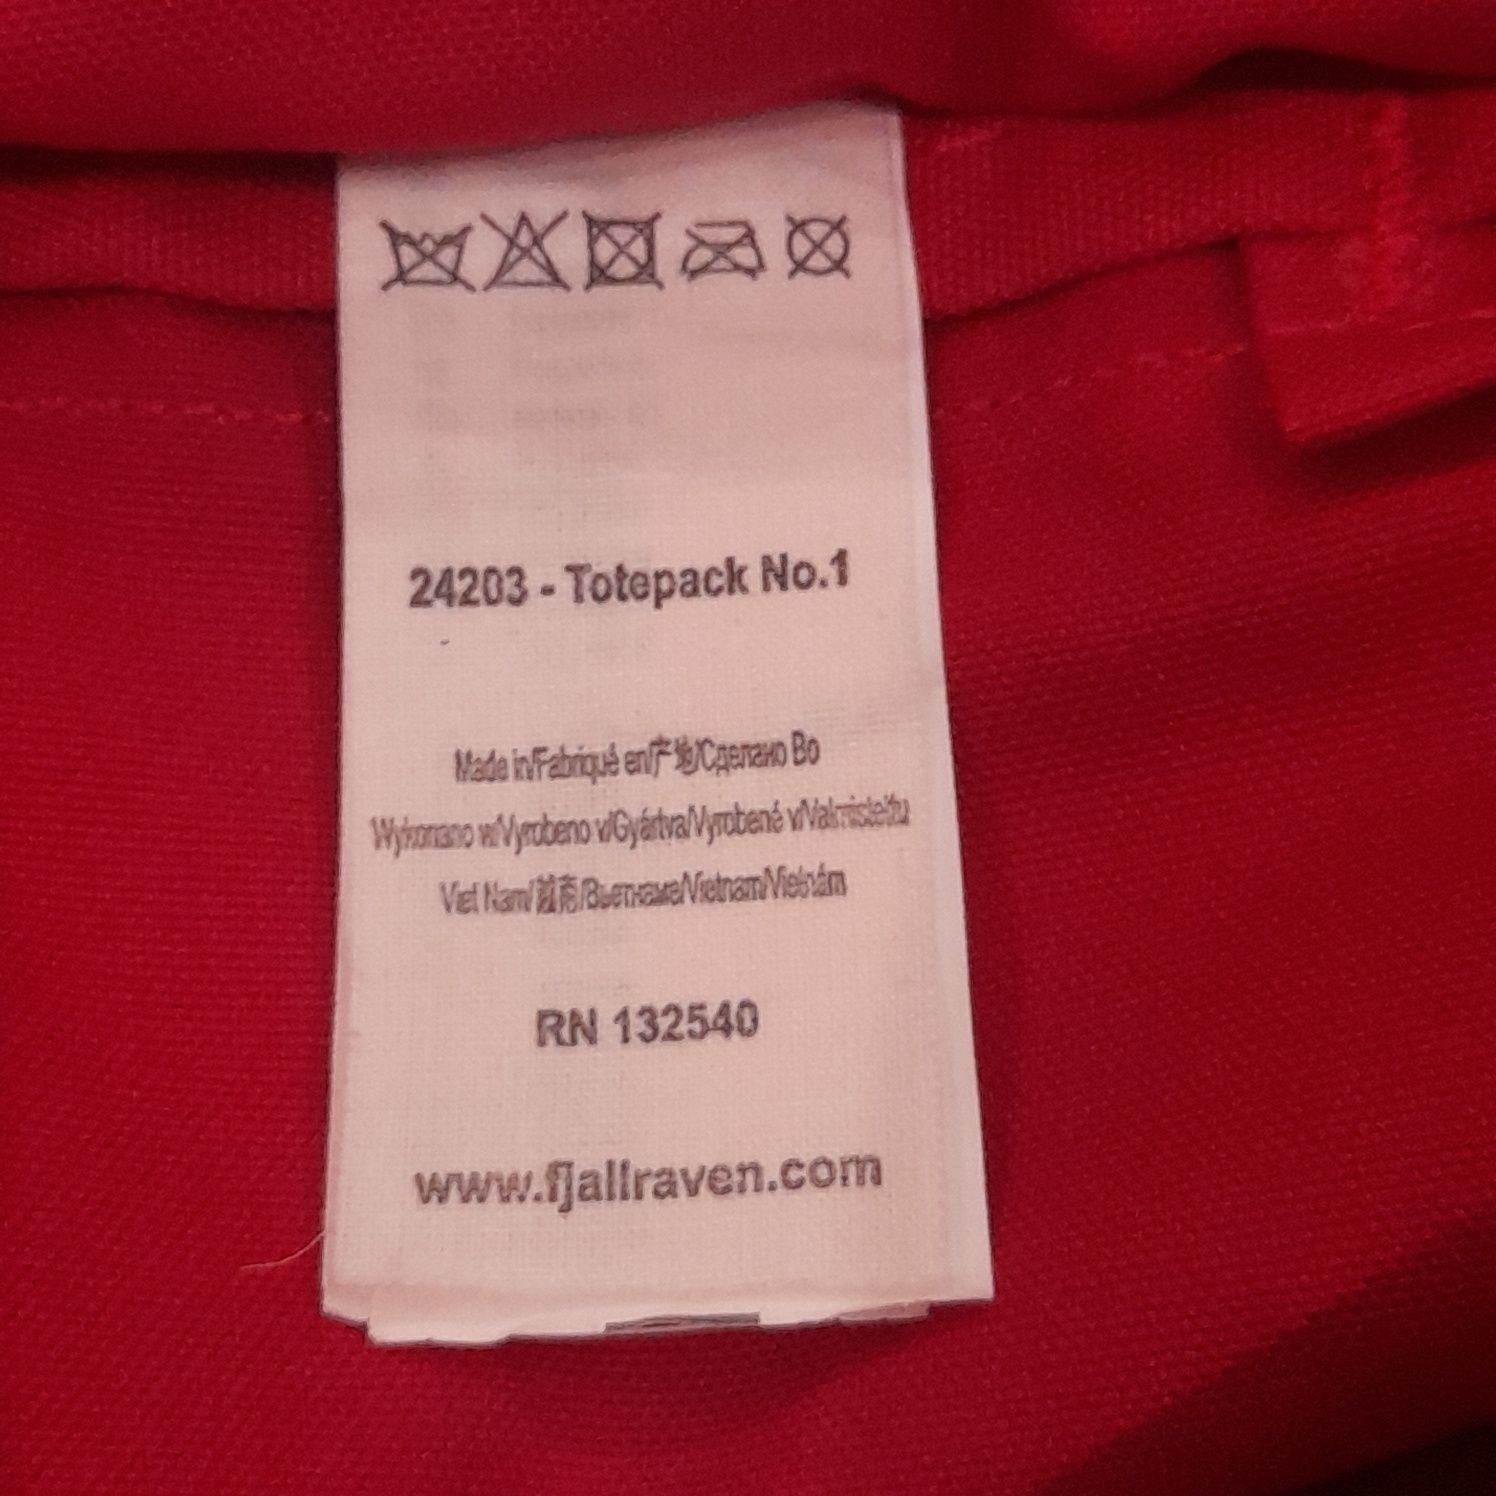 24203 - Totepack No.1
Made in/Fabriqué en/产地/Сделано Во
Wykonano w/Vyrobeno v/Gyártva/Vyrobené v/Valmistettu
Viet Nam/越南/Вьетнаме/Vietnam/Vietnám
RN 132540
www.fjallraven.com